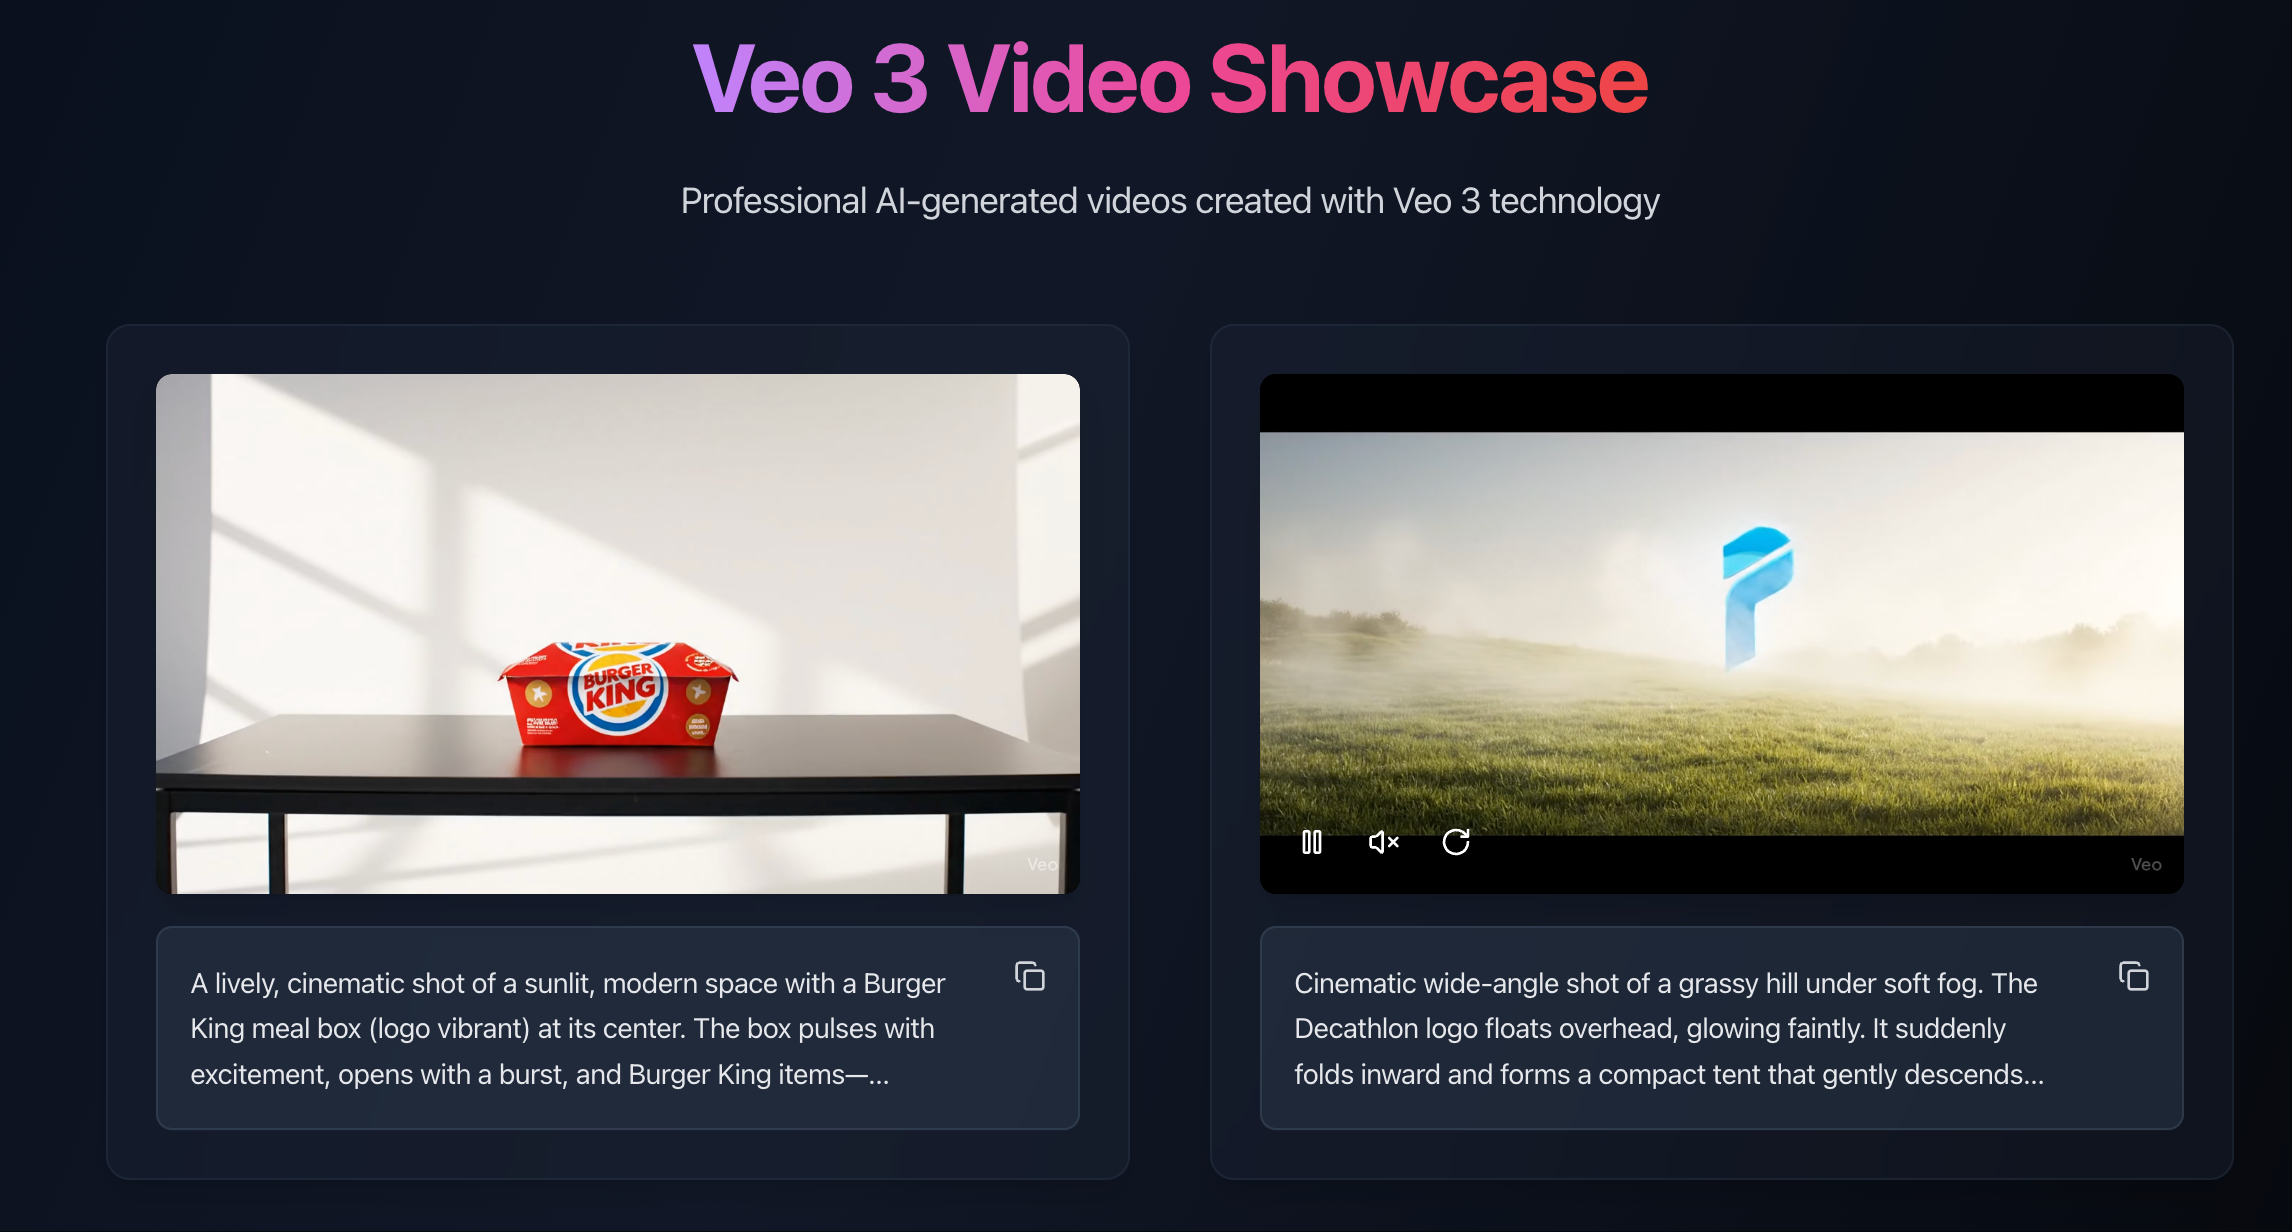 Veo 3 Video Showcase
Professional AI-generated videos created with Veo 3 technology
BURGER
KING
Veo
A lively, cinematic shot of a sunlit, modern space with a Burger
King meal box (logo vibrant) at its center. The box pulses with
excitement, opens with a burst, and Burger King items—...
Veo
Cinematic wide-angle shot of a grassy hill under soft fog. The
Decathlon logo floats overhead, glowing faintly. It suddenly
folds inward and forms a compact tent that gently descends...